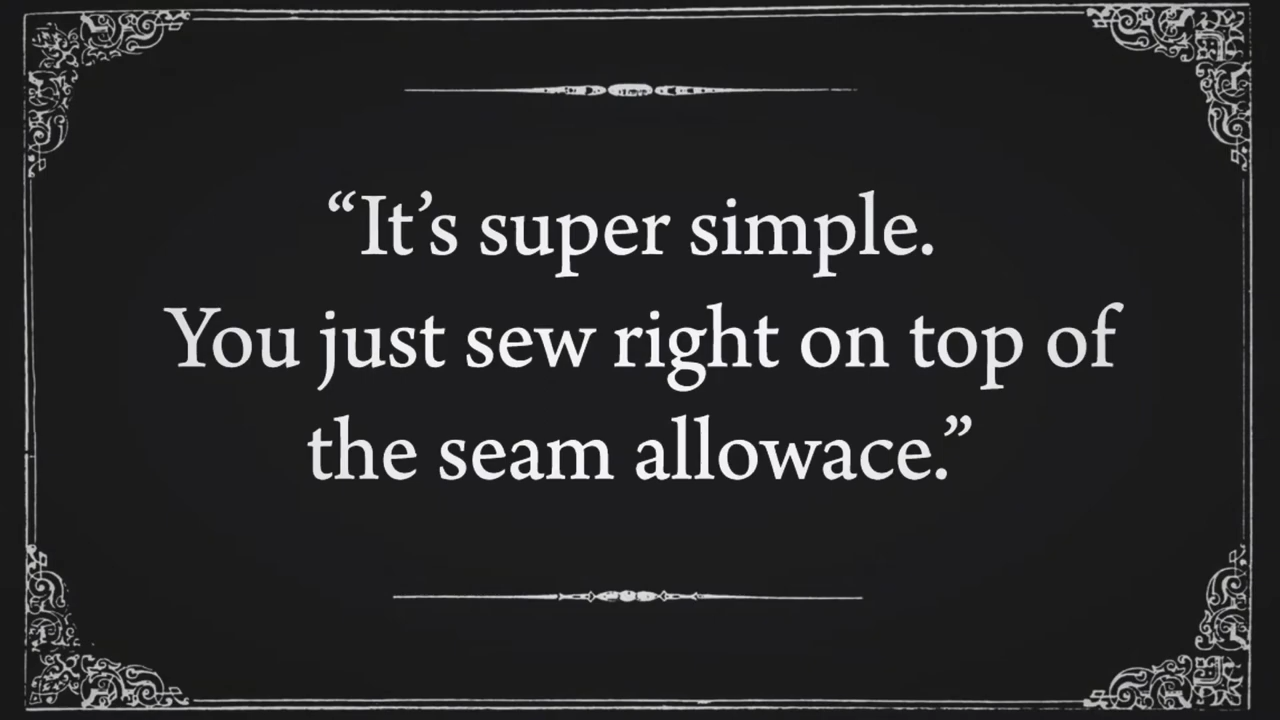 “It’s super simple.
You just sew right on top of
the seam allowace.”